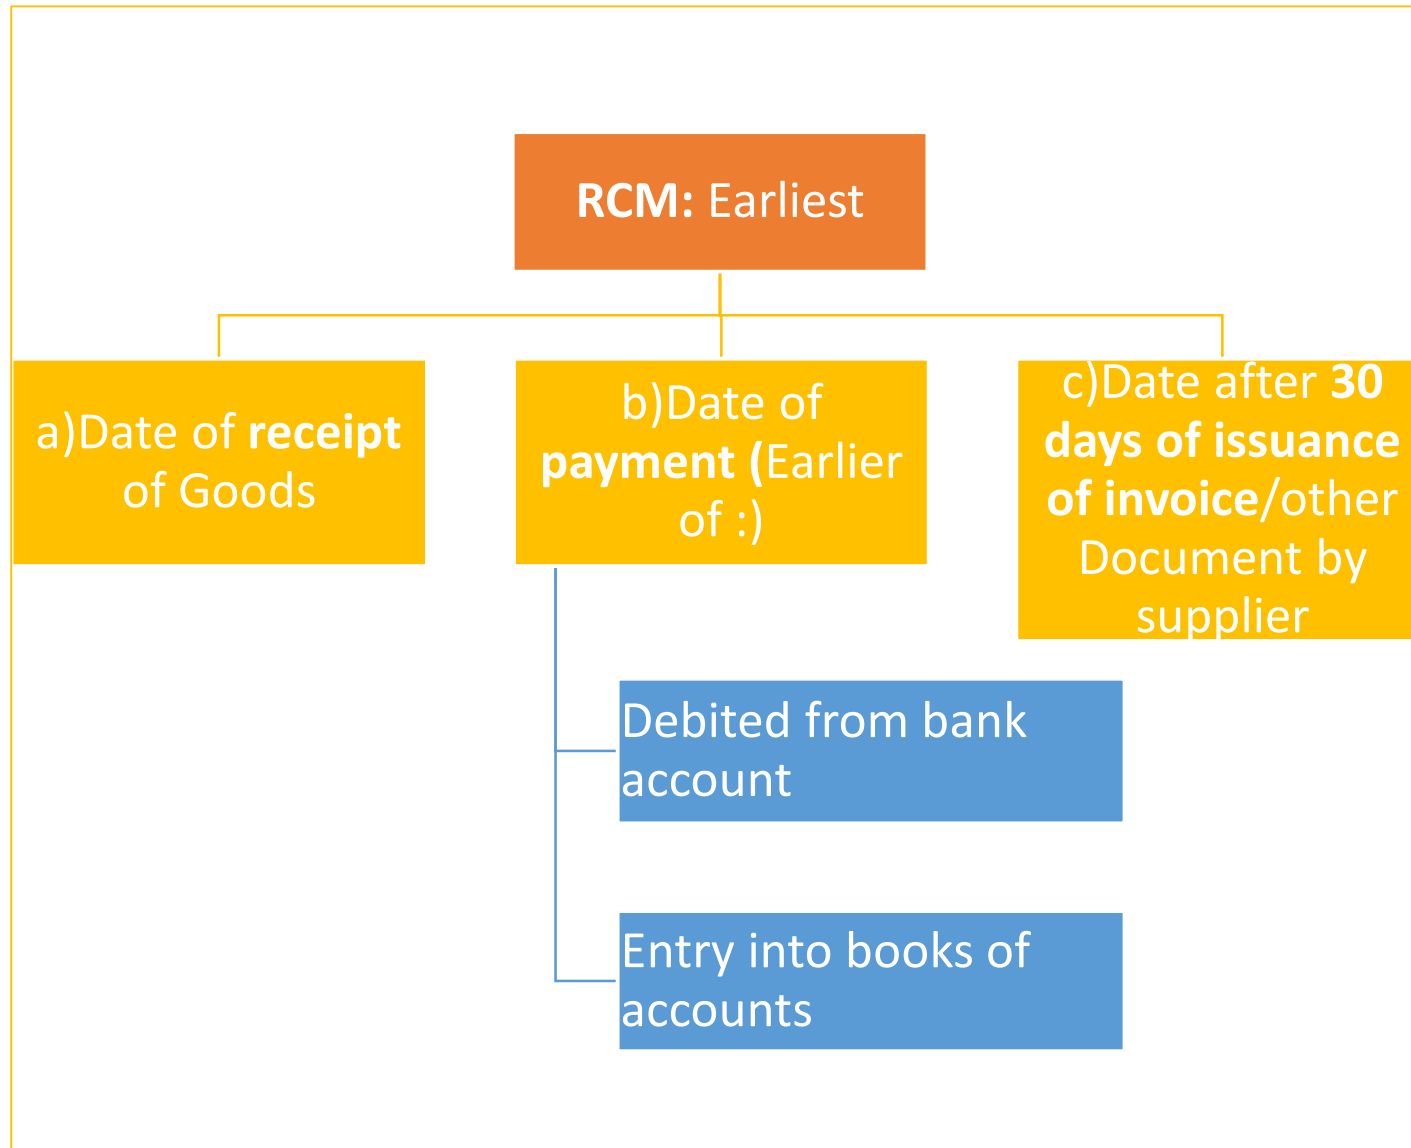 RCM: Earliest
a)Date of receipt
of Goods
b)Date of
payment (Earlier
of :)
c)Date after 30
days of issuance
of invoice/other
Document by
supplier
Debited from bank
account
Entry into books of
accounts